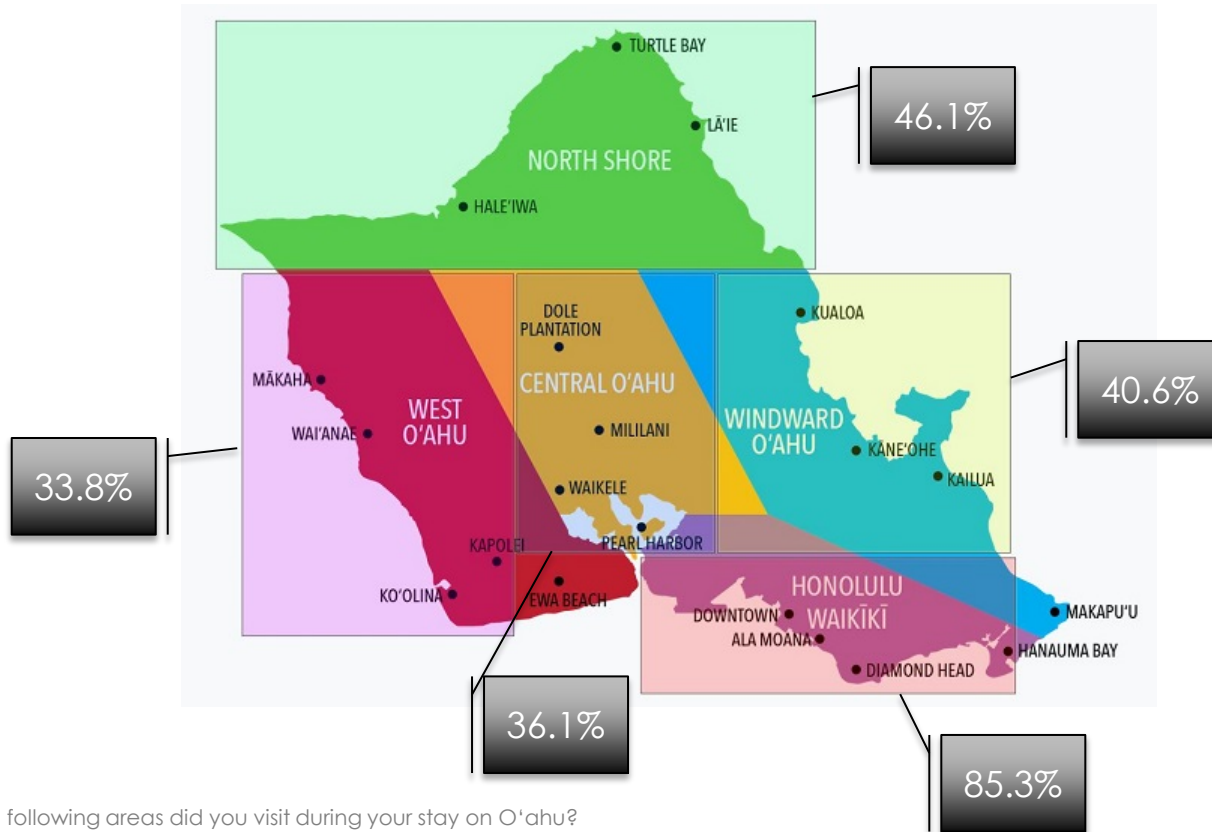 TURTLE BAY
46.1%
LĀ‘IE
NORTH SHORE
HALE‘IWA
KUALOA
DOLE
PLANTATION
40.6%
MĀKAHA
CENTRAL O‘AHU
WEST
O‘AHU
WINDWARD
O‘AHU
WAI‘ANAE
MILILANI
KĀNE‘OHE
KAILUA
33.8%
WAIKELE
PEARL HARBOR
KAPOLEI
KO‘OLINA
EWA BEACH
HONOLULU
WAIKĪKĪ
DOWNTOWN
MAKAPU‘U
ALA MOANA
HANAUMA BAY
DIAMOND HEAD
36.1%
85.3%
following areas did you visit during your stay on O‘ahu?